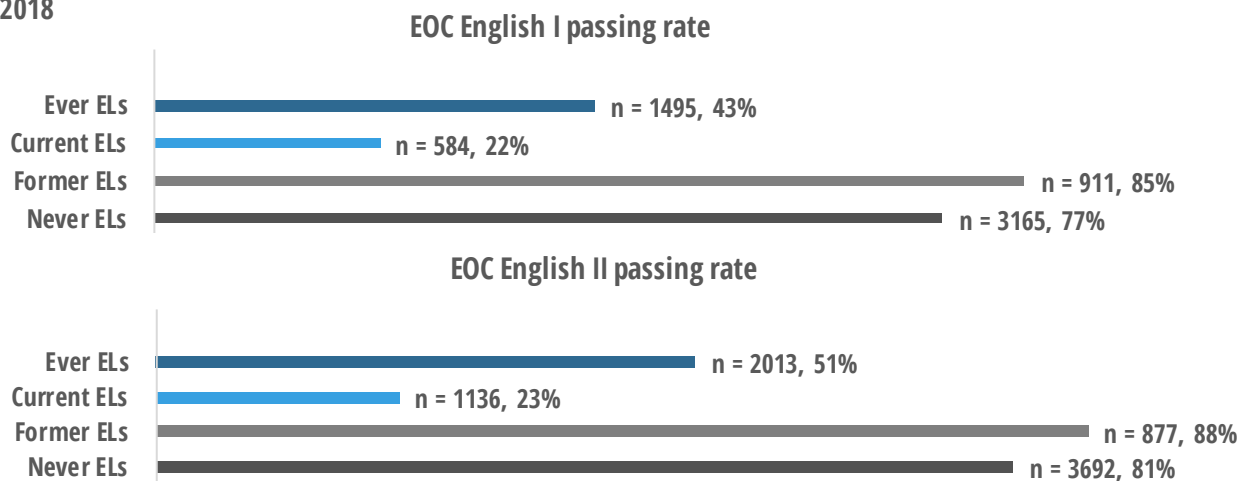 2018
EOC English I passing rate
Ever ELs n = 1495, 43%
Current ELs n = 584, 22%
Former ELs n = 911, 85%
Never ELs n = 3165, 77%
EOC English II passing rate
Ever ELs n = 2013, 51%
Current ELs n = 1136, 23%
Former ELs n = 877, 88%
Never ELs n = 3692, 81%